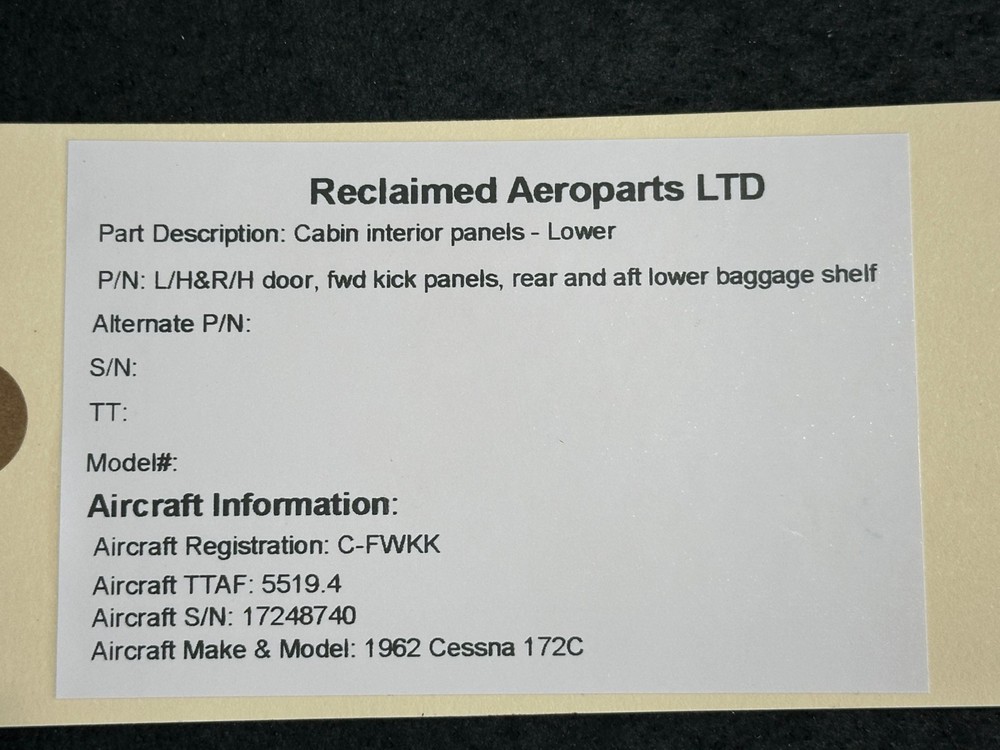 Reclaimed Aeroparts LTD
Part Description: Cabin interior panels - Lower
P/N: L/H&R/H door, fwd kick panels, rear and aft lower baggage shelf
Alternate P/N:
S/N:
TT:
Model#:
Aircraft Information:
Aircraft Registration: C-FWKK
Aircraft TTAF: 5519.4
Aircraft S/N: 17248740
Aircraft Make & Model: 1962 Cessna 172C